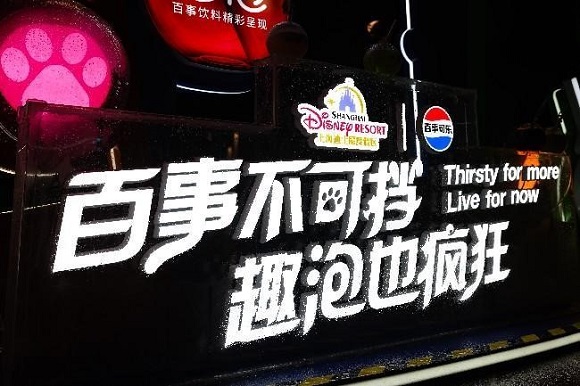 百事饮料精彩呈现
SHANGHAI
DISNEY RESORT
上海迪士尼度假区
百事可乐
百事不可挡
Thirsty for more
Live for now
趣泡也疯狂